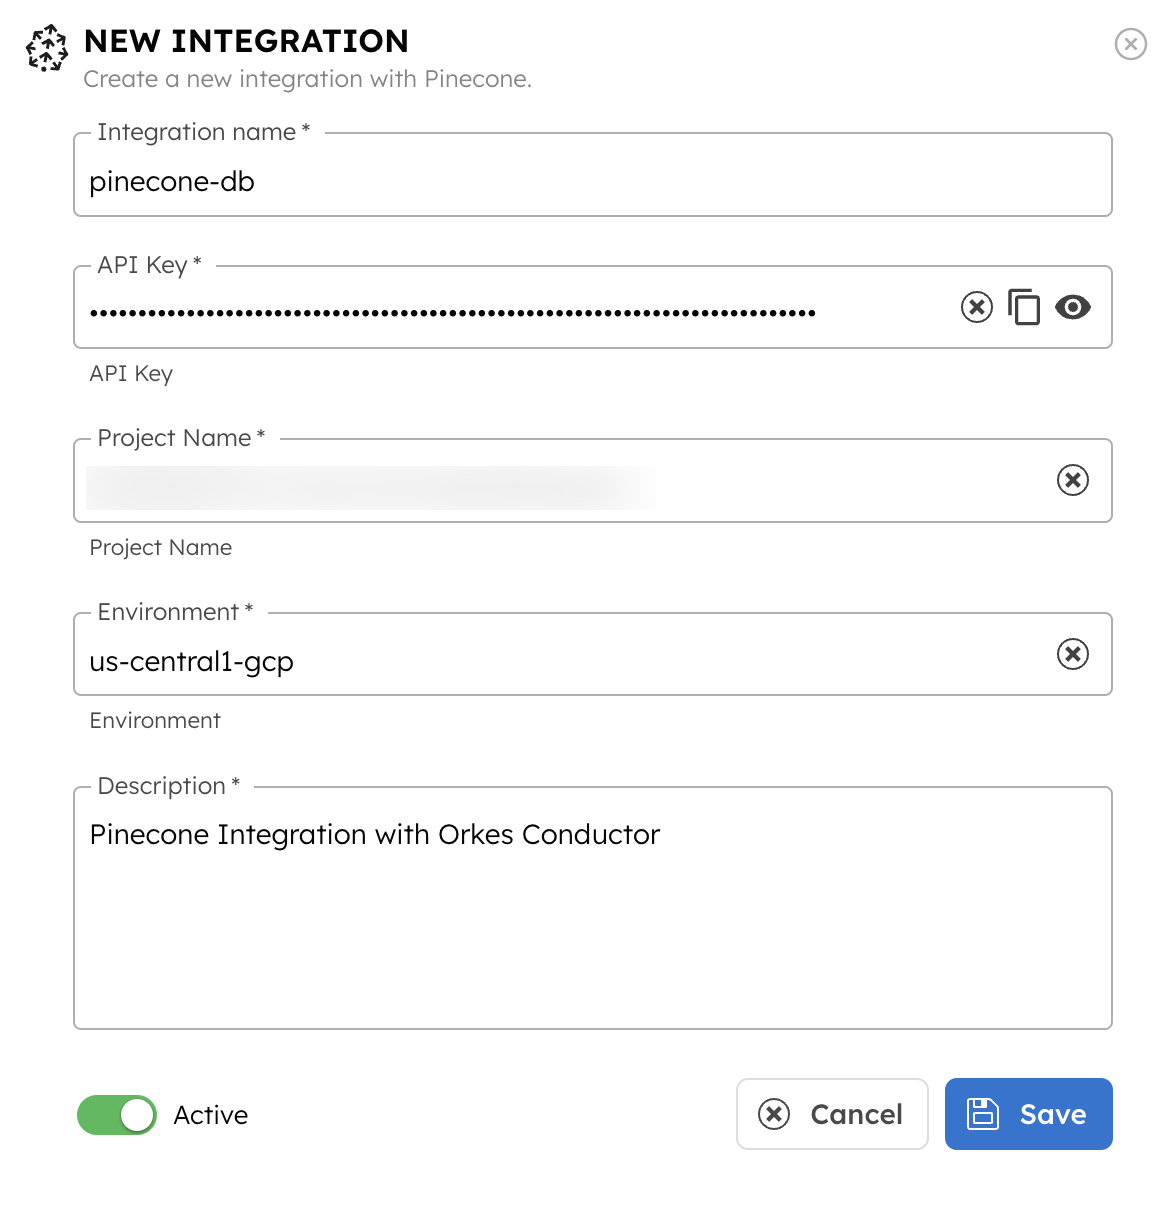 NEW INTEGRATION
Create a new integration with Pinecone.
Integration name *
pinecone-db
API Key *
••••••••••••••••••••••••••••••••••••••••••••••••••••••••••••••••••••••••••
API Key
Project Name *
Project Name
Environment *
us-central1-gcp
Environment
Description *
Pinecone Integration with Orkes Conductor
Active
Cancel
Save